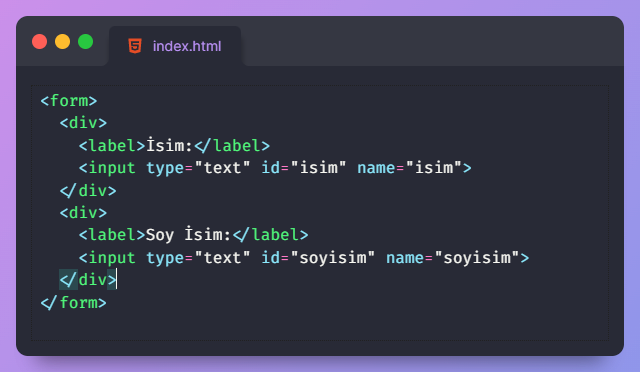 index.html
<form>
  <div>
    <label>İsim:</label>
    <input type="text" id="isim" name="isim">
  </div>
  <div>
    <label>Soy İsim:</label>
    <input type="text" id="soyisim" name="soyisim">
  </div>
</form>